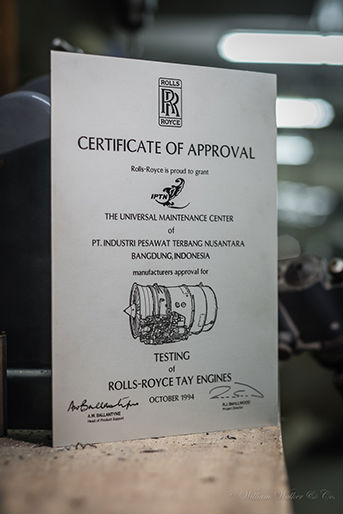 ROLLS
RR
ROYCE
CERTIFICATE OF APPROVAL
Rolls-Royce is proud to grant
IPTN
THE UNIVERSAL MAINTENANCE CENTER
of
PT. INDUSTRI PESAWAT TERBANG NUSANTARA
BANGDUNG, INDONESIA
manufacturers approval for
TESTING
of
ROLLS-ROYCE TAY ENGINES
OCTOBER 1994
A.W. BALLANTYNE
Head of Product Support
Project Director
© William Walker & Co.